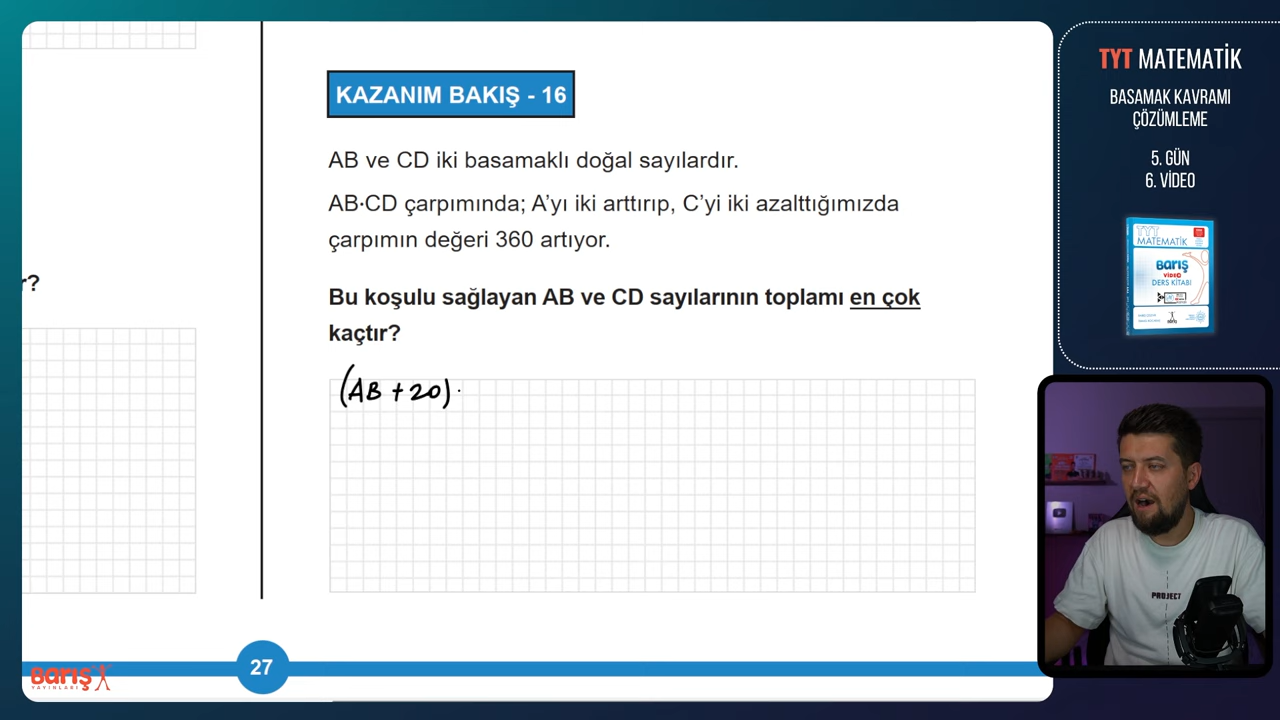 r?
KAZANIM BAKIŞ - 16
AB ve CD iki basamaklı doğal sayılardır.
AB·CD çarpımında; A'yı iki arttırıp, C'yi iki azalttığımızda
çarpımın değeri 360 artıyor.
Bu koşulu sağlayan AB ve CD sayılarının toplamı en çok
kaçtır?
(AB + 20) ·
27
Barış
YAYINLARI
TYT MATEMATİK
BASAMAK KAVRAMI
ÇÖZÜMLEME
5. GÜN
6. VİDEO
TYT
MATEMATİK
Barış
VİDEO
DERS KİTABI
PROJECT